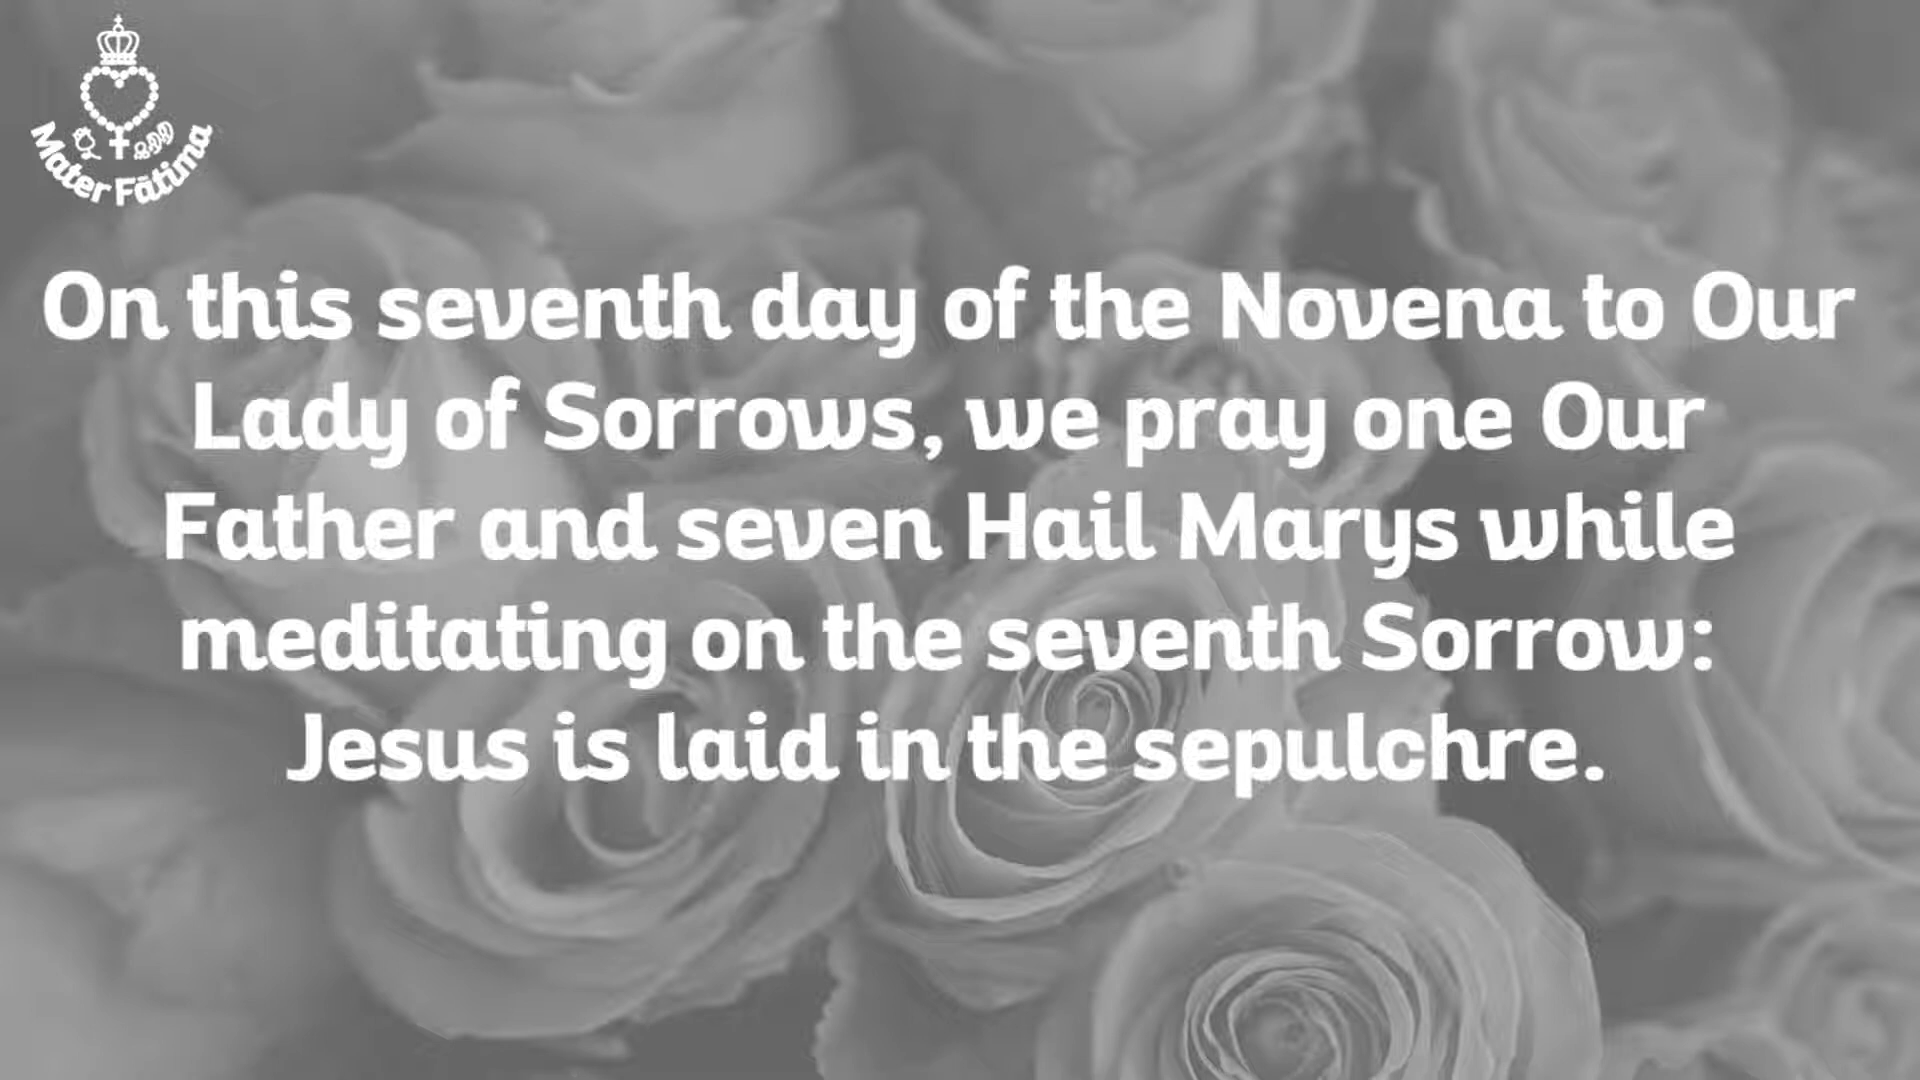 Mater Fátima
On this seventh day of the Novena to Our
Lady of Sorrows, we pray one Our
Father and seven Hail Marys while
meditating on the seventh Sorrow:
Jesus is laid in the sepulchre.